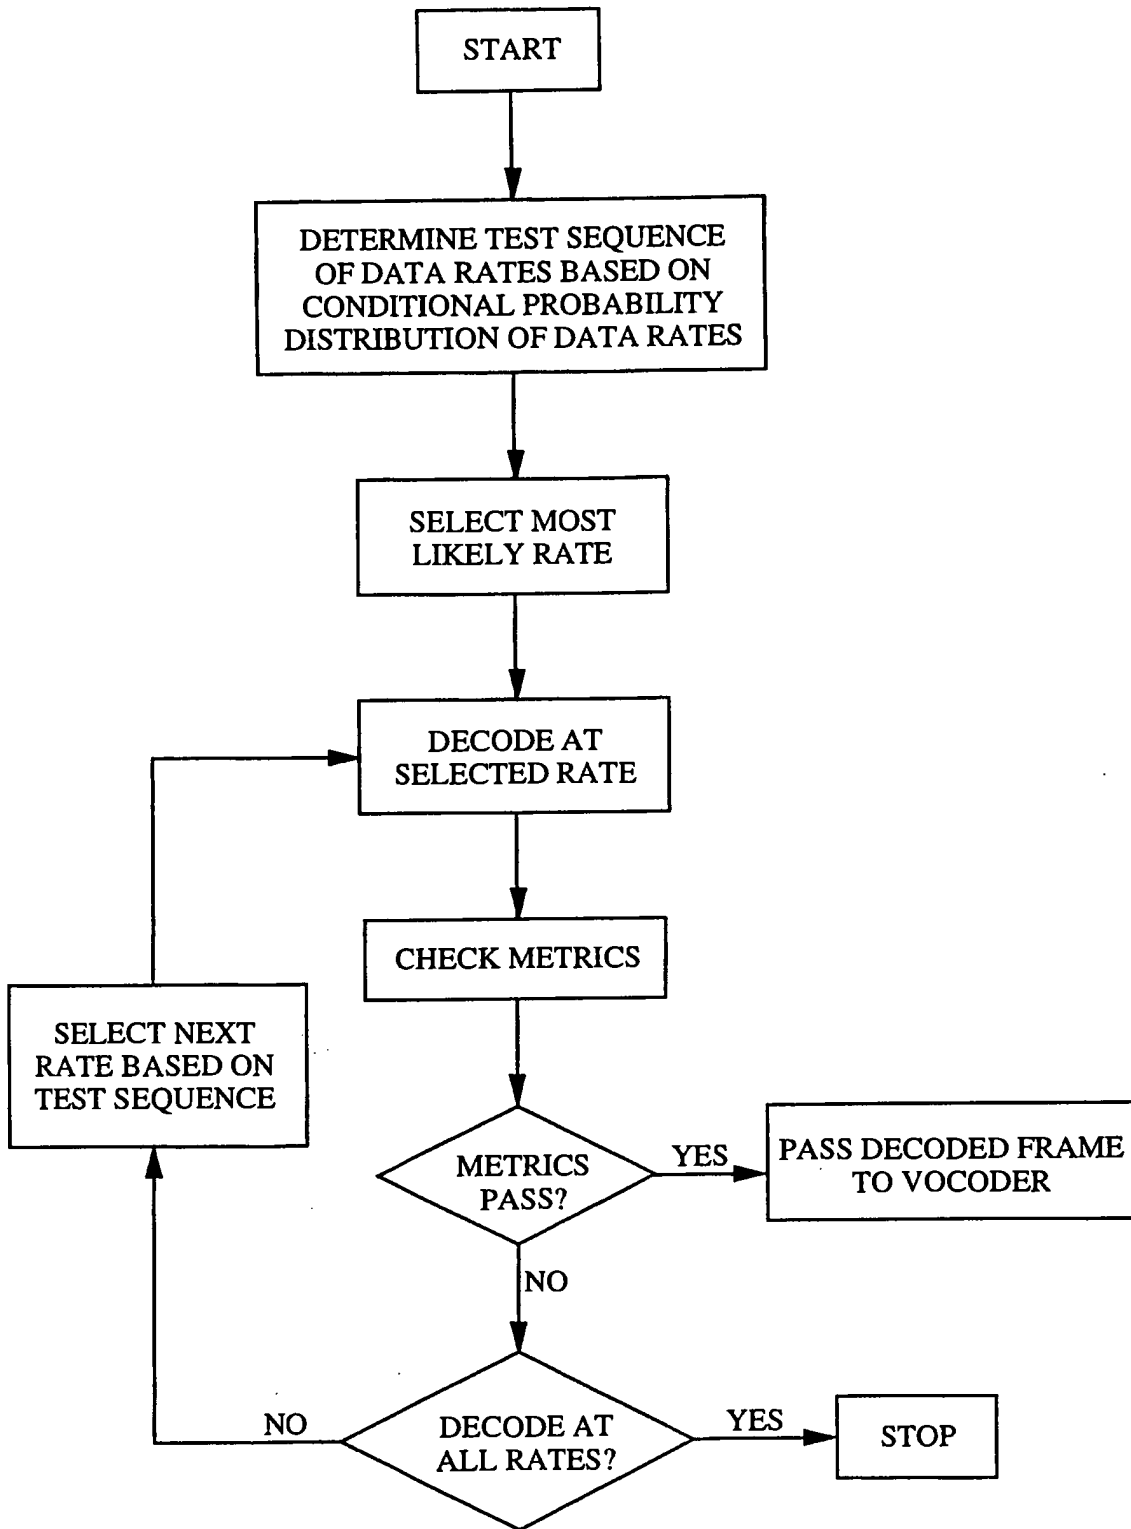 START
DETERMINE TEST SEQUENCE
OF DATA RATES BASED ON
CONDITIONAL PROBABILITY
DISTRIBUTION OF DATA RATES
SELECT MOST
LIKELY RATE
DECODE AT
SELECTED RATE
CHECK METRICS
SELECT NEXT
RATE BASED ON
TEST SEQUENCE
METRICS
PASS?
YES
PASS DECODED FRAME
TO VOCODER
NO
DECODE AT
ALL RATES?
NO
YES
STOP